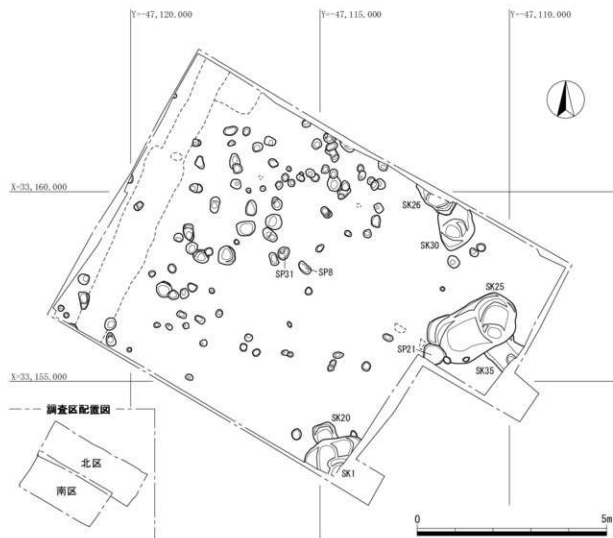 Y=-47,120.000
Y=-47,115.000
Y=-47,110.000
X=33,160.000
SK26
SK30
SP31
SP8
SK25
SP21
SK35
X=33,155.000
調査区配置図
SK20
北区
南区
SK1
0
5m